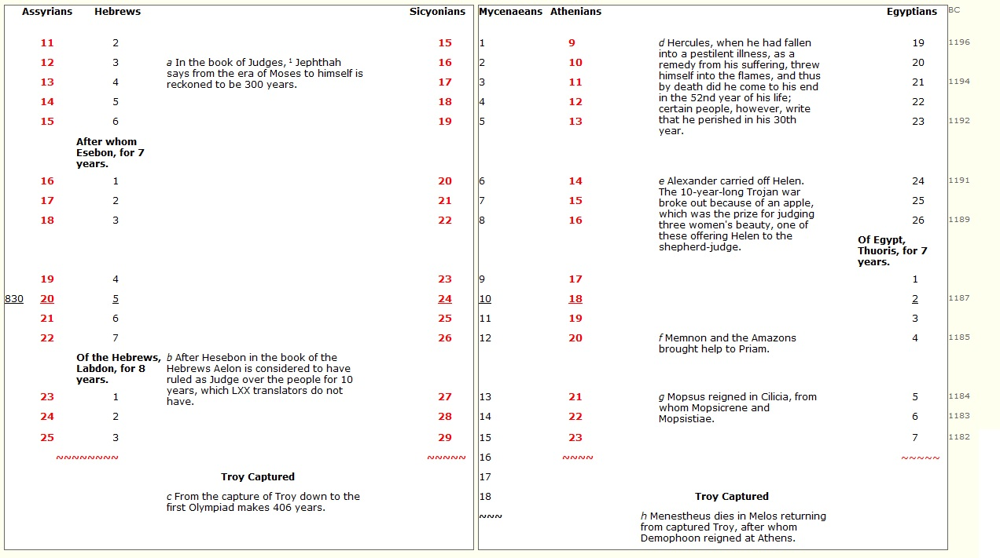 Assyrians Hebrews Sicyonians Mycenaeans Athenians Egyptians BC
11 2 15 1 9 d Hercules, when he had fallen 19 1196
into a pestilent illness, as a
12 3 a In the book of Judges, ¹ Jephthah 16 2 10 remedy from his suffering, threw 20
says from the era of Moses to himself is
13 4 reckoned to be 300 years. 17 3 11 himself into the flames, and thus 21 1194
by death did he come to his end
14 5 18 4 12 in the 52nd year of his life; 22
certain people, however, write
15 6 19 5 13 that he perished in his 30th 23 1192
year.
After whom
Esebon, for 7
years.
16 1 20 6 14 e Alexander carried off Helen. 24 1191
The 10-year-long Trojan war
17 2 21 7 15 broke out because of an apple, 25
which was the prize for judging
18 3 22 8 16 three women's beauty, one of 26 1189
these offering Helen to the
shepherd-judge.
Of Egypt,
Thuoris, for 7
years.
19 4 23 9 17 1
830 20 5 24 10 18 2 1187
21 6 25 11 19 3
22 7 26 12 20 f Memnon and the Amazons 4 1185
brought help to Priam.
Of the Hebrews, b After Hesebon in the book of the
Labdon, for 8 Hebrews Aelon is considered to have
years. ruled as Judge over the people for 10
years, which LXX translators do not
have.
23 1 27 13 21 g Mopsus reigned in Cilicia, from 5 1184
whom Mopsicrene and
24 2 28 14 22 Mopsistiae. 6 1183
25 3 29 15 23 7 1182
~~~~~~~~ ~~~~~ 16 ~~~~ ~~~~~
Troy Captured 17
c From the capture of Troy down to the 18 Troy Captured
first Olympiad makes 406 years.
~~~ h Menestheus dies in Melos returning
from captured Troy, after whom
Demophoon reigned at Athens.